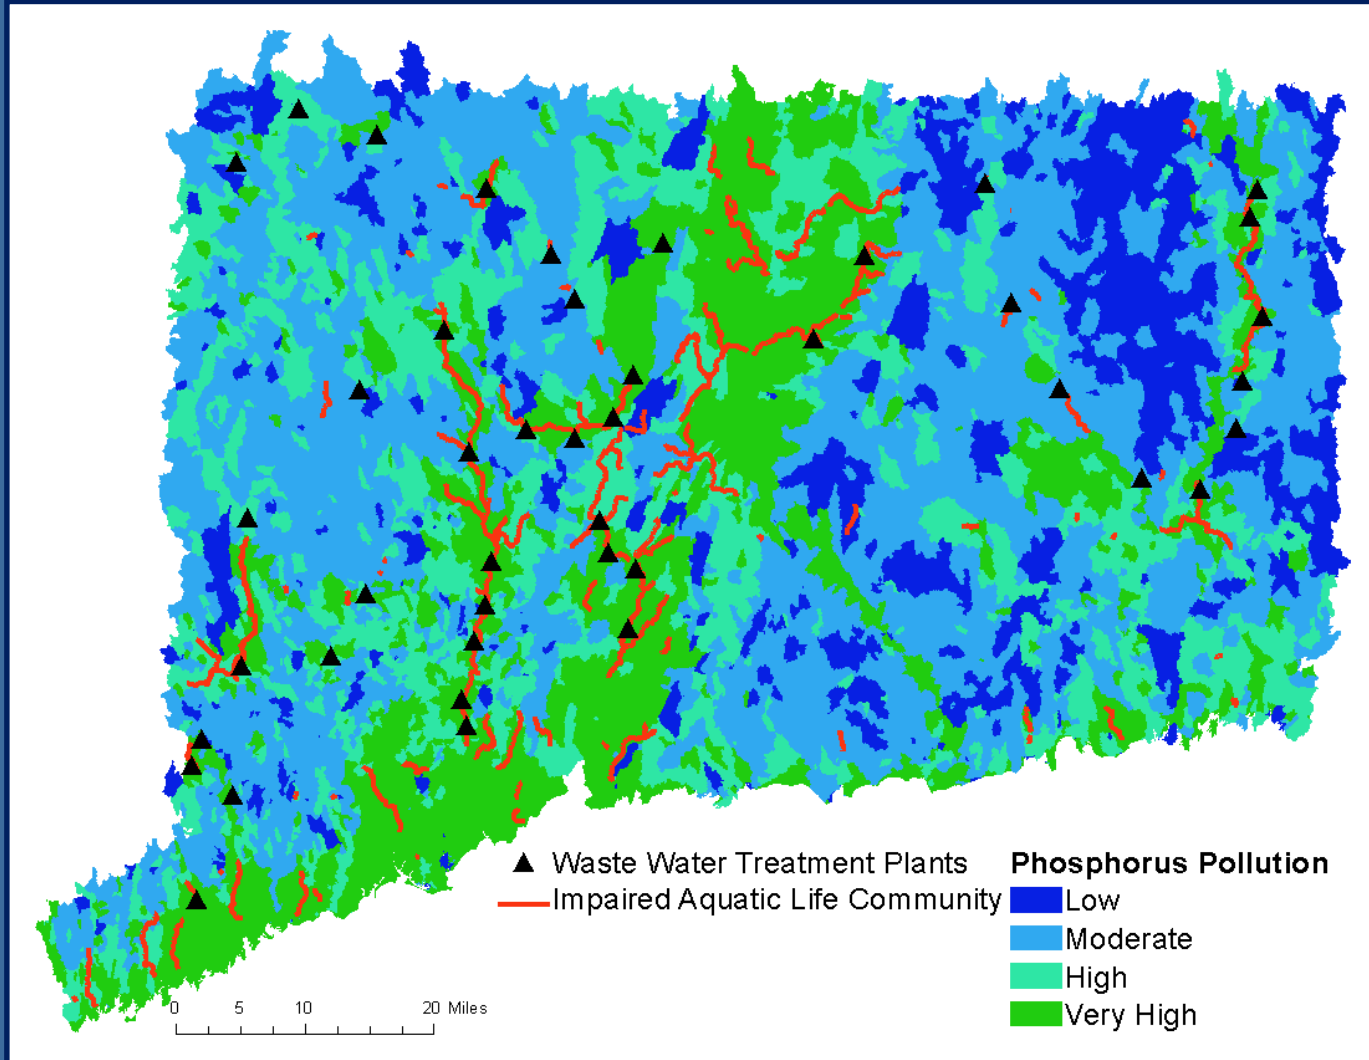 Waste Water Treatment Plants
Impaired Aquatic Life Community
Phosphorus Pollution
Low
Moderate
High
Very High
0 5 10 20 Miles